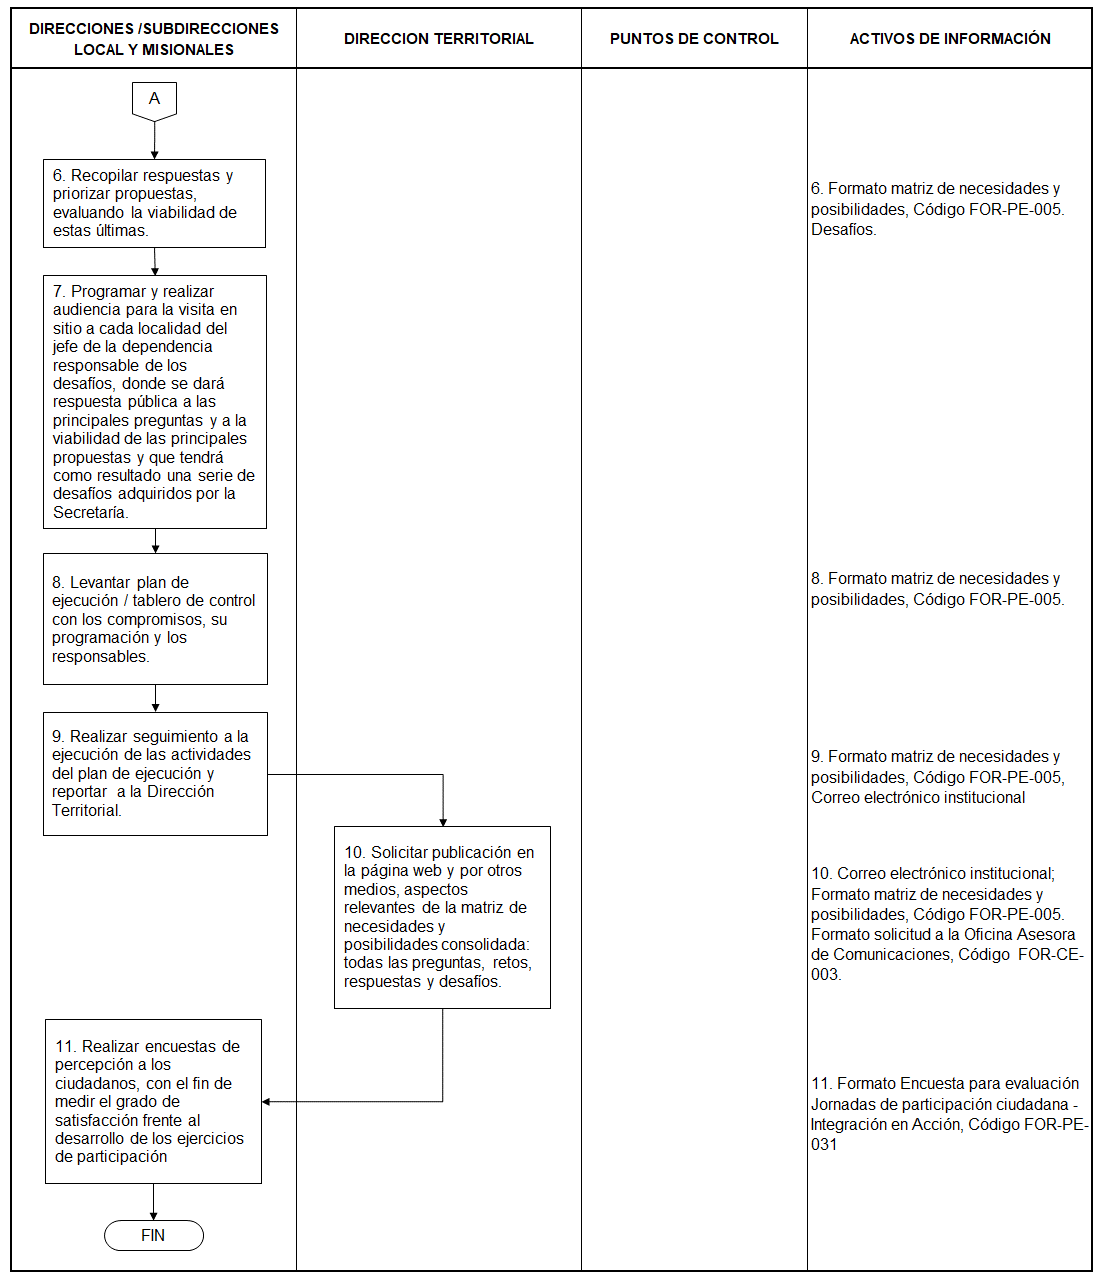 DIRECCIONES /SUBDIRECCIONES
LOCAL Y MISIONALES
DIRECCION TERRITORIAL
PUNTOS DE CONTROL
ACTIVOS DE INFORMACIÓN
A
6. Recopilar respuestas y
priorizar propuestas,
evaluando la viabilidad de
estas últimas.
6. Formato matriz de necesidades y
posibilidades, Código FOR-PE-005.
Desafíos.
7. Programar y realizar
audiencia para la visita en
sitio a cada localidad del
jefe de la dependencia
responsable de los
desafíos, donde se dará
respuesta pública a las
principales preguntas y a la
viabilidad de las principales
propuestas y que tendrá
como resultado una serie de
desafíos adquiridos por la
Secretaría.
8. Levantar plan de
ejecución / tablero de control
con los compromisos, su
programación y los
responsables.
8. Formato matriz de necesidades y
posibilidades, Código FOR-PE-005.
9. Realizar seguimiento a la
ejecución de las actividades
del plan de ejecución y
reportar a la Dirección
Territorial.
9. Formato matriz de necesidades y
posibilidades, Código FOR-PE-005,
Correo electrónico institucional
10. Solicitar publicación en
la página web y por otros
medios, aspectos
relevantes de la matriz de
necesidades y
posibilidades consolidada:
todas las preguntas, retos,
respuestas y desafíos.
10. Correo electrónico institucional;
Formato matriz de necesidades y
posibilidades, Código FOR-PE-005.
Formato solicitud a la Oficina Asesora
de Comunicaciones, Código FOR-CE-
003.
11. Realizar encuestas de
percepción a los
ciudadanos, con el fin de
medir el grado de
satisfacción frente al
desarrollo de los ejercicios
de participación
11. Formato Encuesta para evaluación
Jornadas de participación ciudadana -
Integración en Acción, Código FOR-PE-
031
FIN